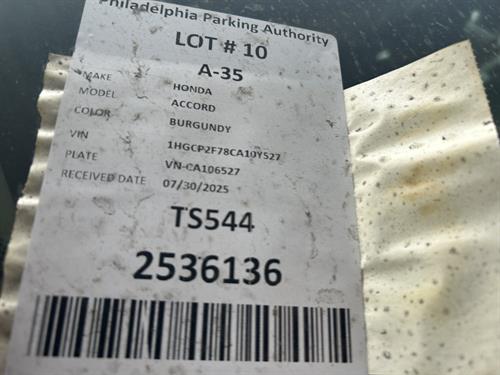 Philadelphia Parking Authority
LOT # 10
A-35
MAKE HONDA
MODEL ACCORD
COLOR BURGUNDY
VIN 1HGCP2F78CA10Y527
PLATE VN-CA106527
RECEIVED DATE 07/30/2025
TS544
2536136